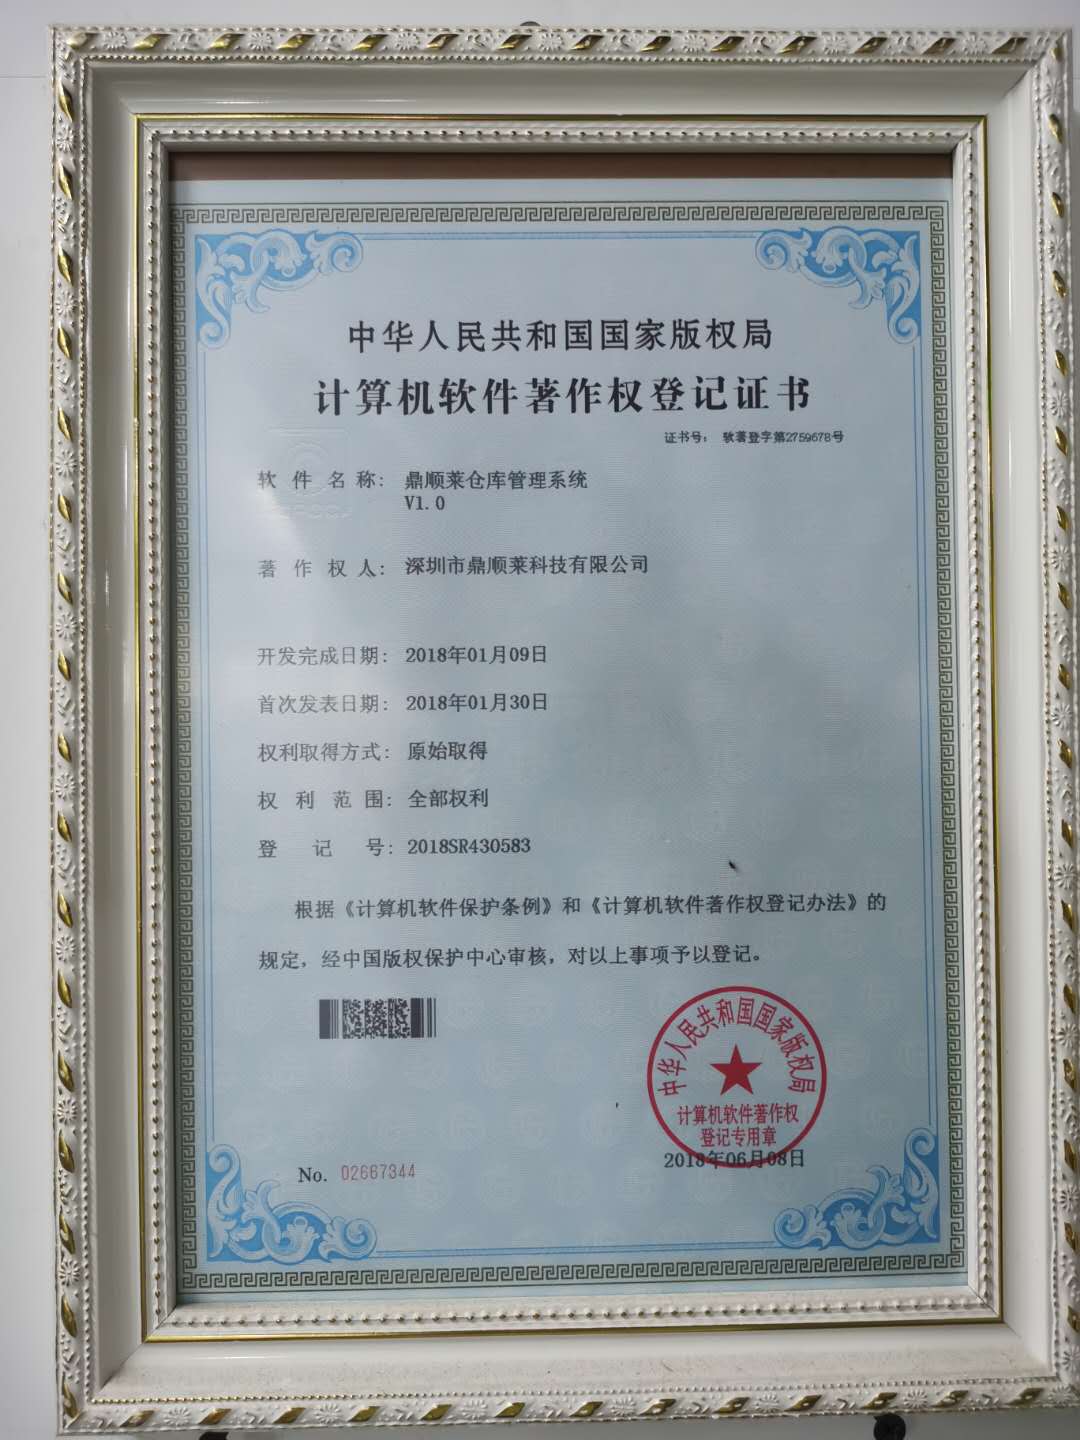 中华人民共和国国家版权局
计算机软件著作权登记证书
证书号： 软著登字第2759678号
软件名称： 鼎顺莱仓库管理系统
V1.0
著作权人： 深圳市鼎顺莱科技有限公司
开发完成日期： 2018年01月09日
首次发表日期： 2018年01月30日
权利取得方式： 原始取得
权利范围： 全部权利
登记号： 2018SR430583
根据《计算机软件保护条例》和《计算机软件著作权登记办法》的
规定，经中国版权保护中心审核，对以上事项予以登记。
中华人民共和国国家版权局
计算机软件著作权
登记专用章
2018年06月08日
No. 02667344